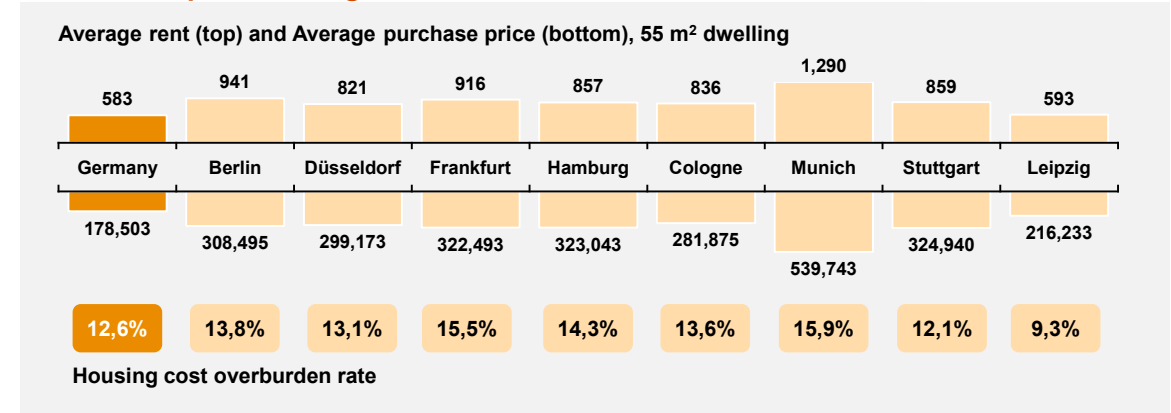 Average rent (top) and Average purchase price (bottom), 55 m² dwelling
583 941 821 916 857 836 1,290 859 593
Germany Berlin Düsseldorf Frankfurt Hamburg Cologne Munich Stuttgart Leipzig
178,503 308,495 299,173 322,493 323,043 281,875 539,743 324,940 216,233
12,6% 13,8% 13,1% 15,5% 14,3% 13,6% 15,9% 12,1% 9,3%
Housing cost overburden rate